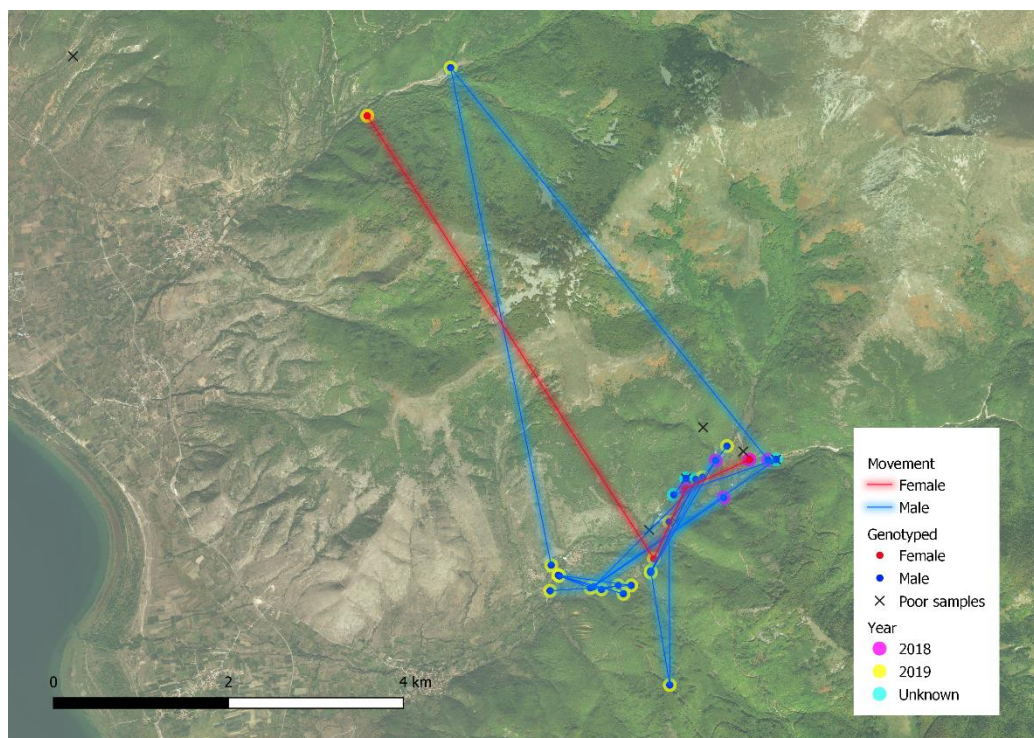 Movement
Female
Male
Genotyped
Female
Male
Poor samples
Year
2018
2019
Unknown
0 2 4 km